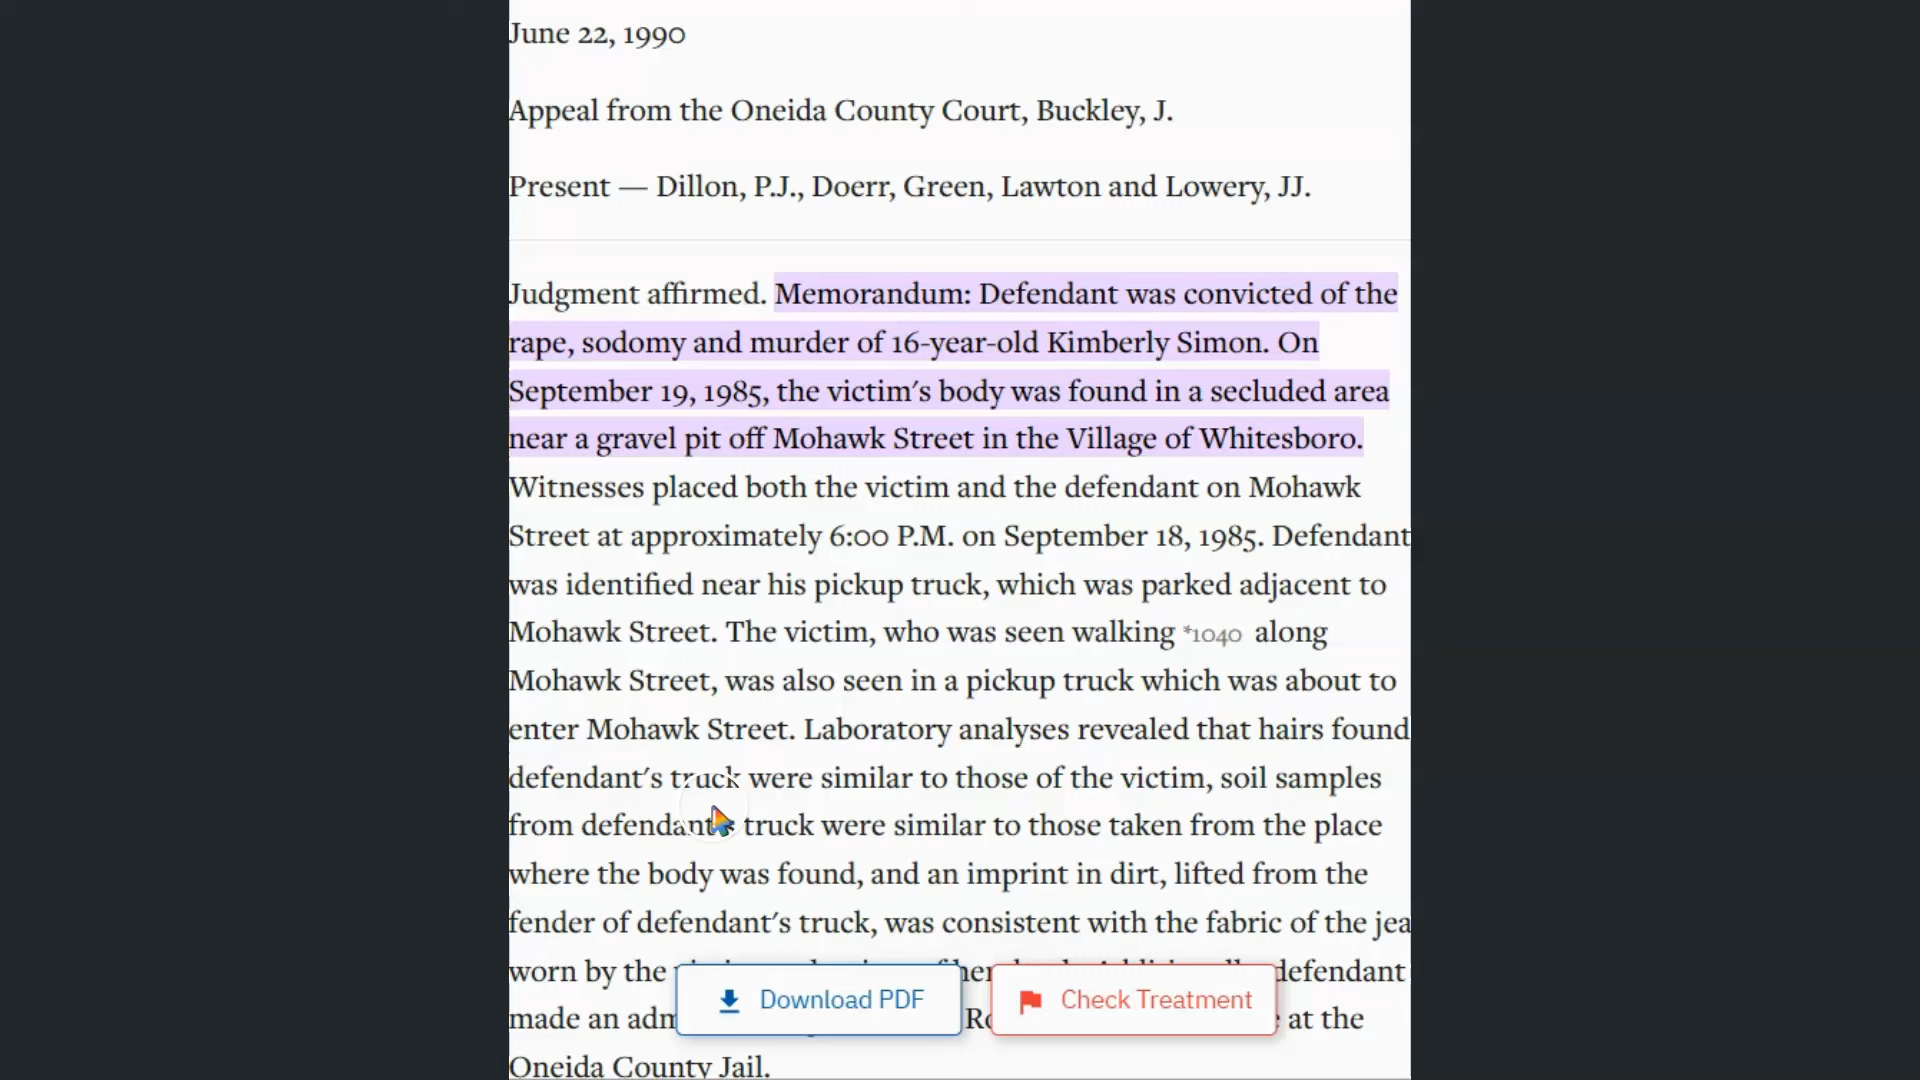 June 22, 1990
Appeal from the Oneida County Court, Buckley, J.
Present — Dillon, P.J., Doerr, Green, Lawton and Lowery, JJ.
Judgment affirmed. Memorandum: Defendant was convicted of the
rape, sodomy and murder of 16-year-old Kimberly Simon. On
September 19, 1985, the victim's body was found in a secluded area
near a gravel pit off Mohawk Street in the Village of Whitesboro.
Witnesses placed both the victim and the defendant on Mohawk
Street at approximately 6:00 P.M. on September 18, 1985. Defendant
was identified near his pickup truck, which was parked adjacent to
Mohawk Street. The victim, who was seen walking *1040 along
Mohawk Street, was also seen in a pickup truck which was about to
enter Mohawk Street. Laboratory analyses revealed that hairs found
defendant's truck were similar to those of the victim, soil samples
from defendant's truck were similar to those taken from the place
where the body was found, and an imprint in dirt, lifted from the
fender of defendant's truck, was consistent with the fabric of the jea
worn by the defendant
made an adm at the
Oneida County Jail.
Download PDF
Check Treatment